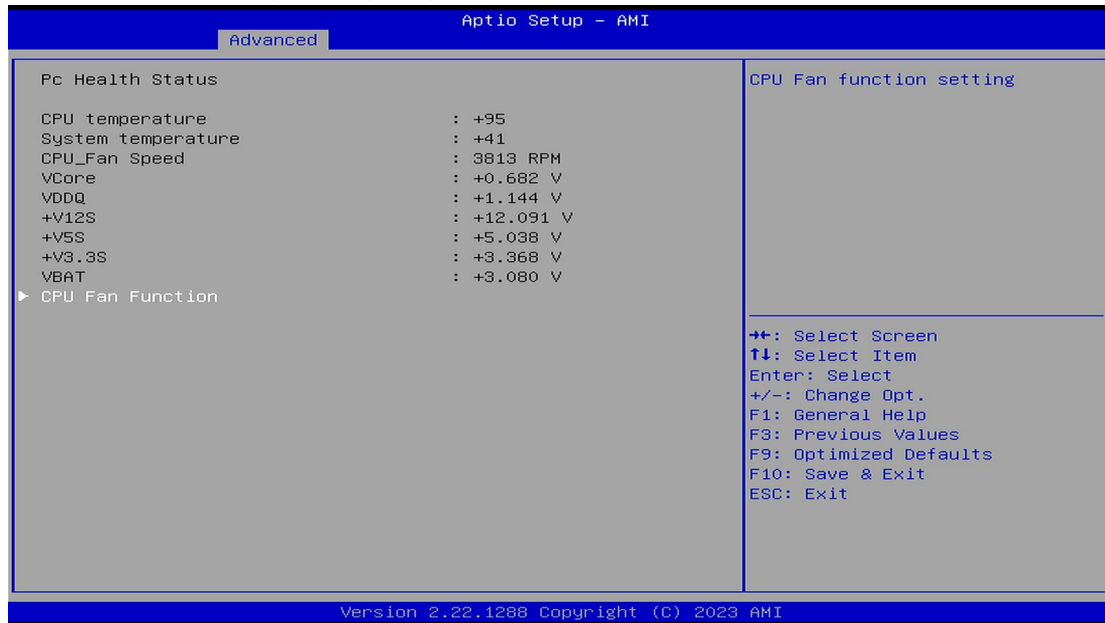 Aptio Setup – AMI
Advanced
Pc Health Status
CPU temperature : +95
System temperature : +41
CPU_Fan Speed : 3813 RPM
VCore : +0.682 V
VDDQ : +1.144 V
+V12S : +12.091 V
+V5S : +5.038 V
+V3.3S : +3.368 V
VBAT : +3.080 V
▶ CPU Fan Function
CPU Fan function setting
→←: Select Screen
↑↓: Select Item
Enter: Select
+/-: Change Opt.
F1: General Help
F3: Previous Values
F9: Optimized Defaults
F10: Save & Exit
ESC: Exit
Version 2.22.1288 Copyright (C) 2023 AMI